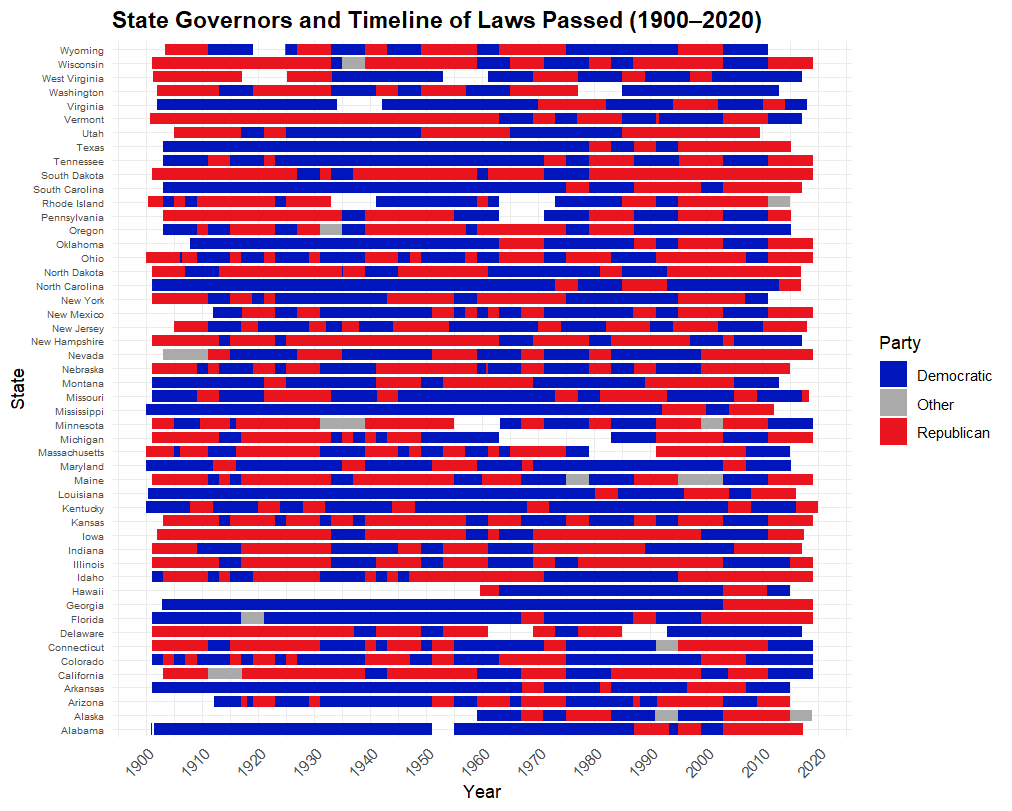 State Governors and Timeline of Laws Passed (1900–2020)
Wyoming
Wisconsin
West Virginia
Washington
Virginia
Vermont
Utah
Texas
Tennessee
South Dakota
South Carolina
Rhode Island
Pennsylvania
Oregon
Oklahoma
Ohio
North Dakota
North Carolina
New York
New Mexico
New Jersey
New Hampshire
Nevada
Nebraska
Montana
Missouri
Mississippi
Minnesota
Michigan
Massachusetts
Maryland
Maine
Louisiana
Kentucky
Kansas
Iowa
Indiana
Illinois
Idaho
Hawaii
Georgia
Florida
Delaware
Connecticut
Colorado
California
Arkansas
Arizona
Alaska
Alabama
State
1900
1910
1920
1930
1940
1950
1960
1970
1980
1990
2000
2010
2020
Year
Party
Democratic
Other
Republican